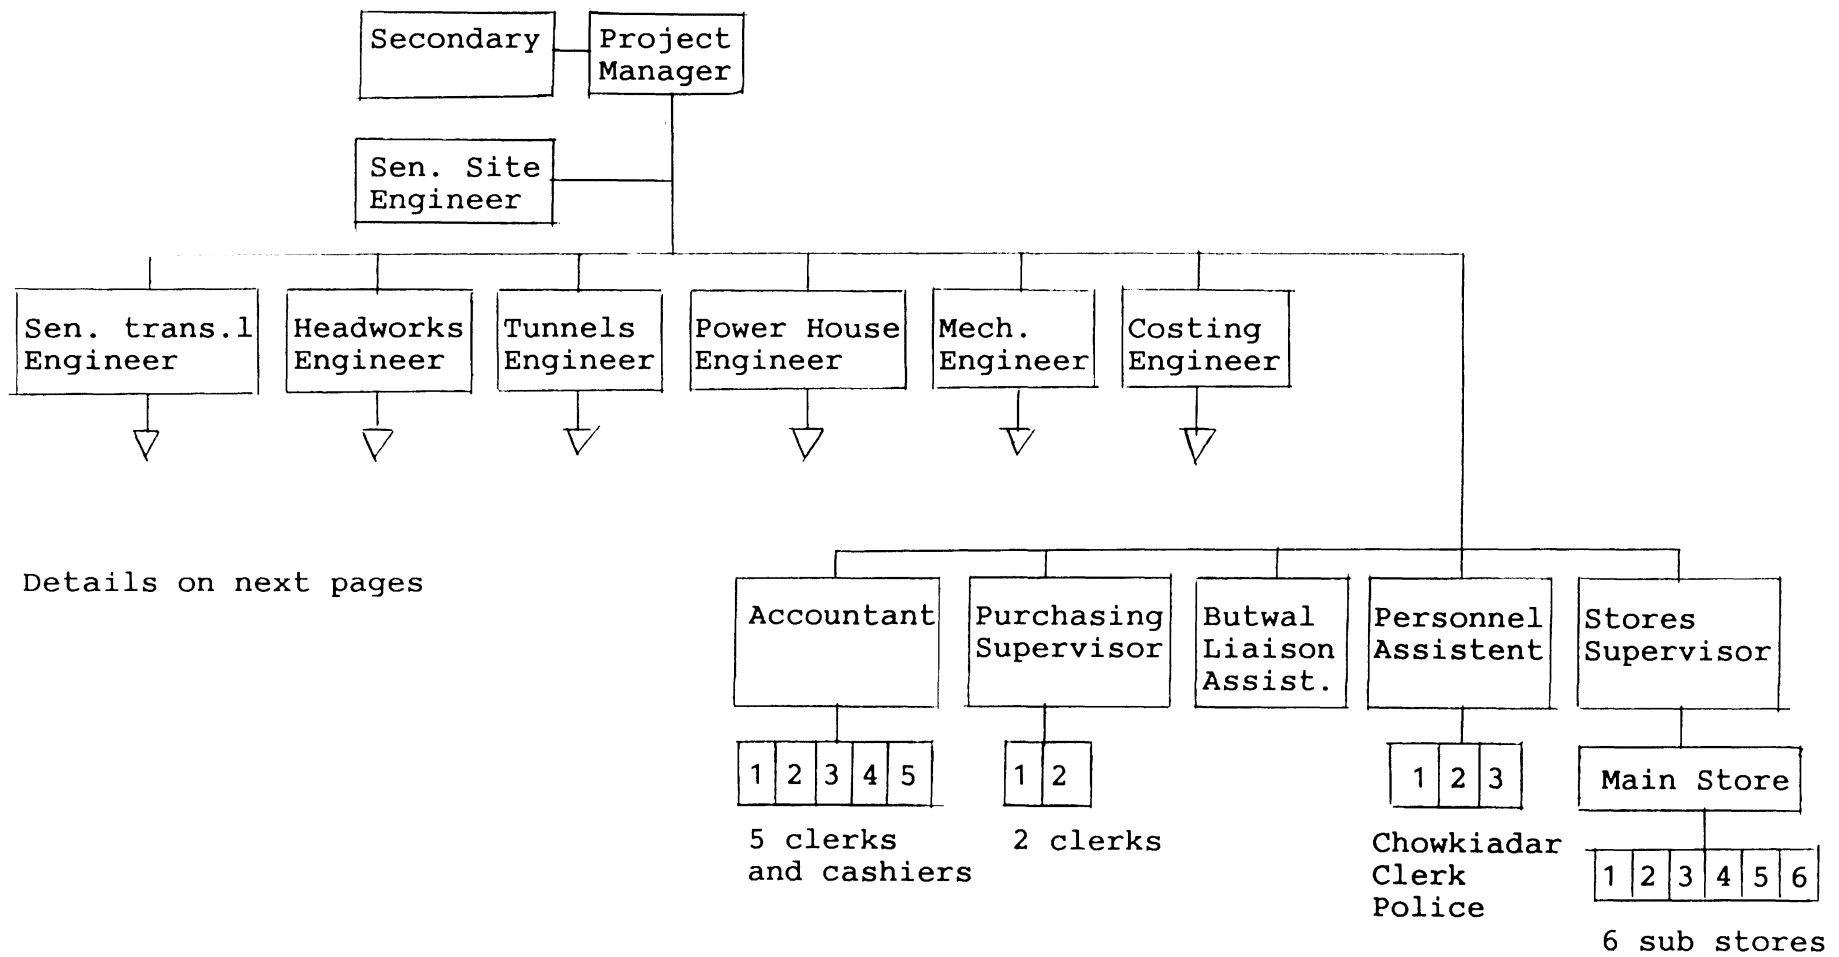 Secondary
Project
Manager
Sen. Site
Engineer
Sen. trans.l
Engineer
Headworks
Engineer
Tunnels
Engineer
Power House
Engineer
Mech.
Engineer
Costing
Engineer
Details on next pages
Accountant
Purchasing
Supervisor
Butwal
Liaison
Assist.
Personnel
Assistent
Stores
Supervisor
1 2 3 4 5
5 clerks
and cashiers
1 2
2 clerks
1 2 3
Chowkiadar
Clerk
Police
Main Store
1 2 3 4 5 6
6 sub stores